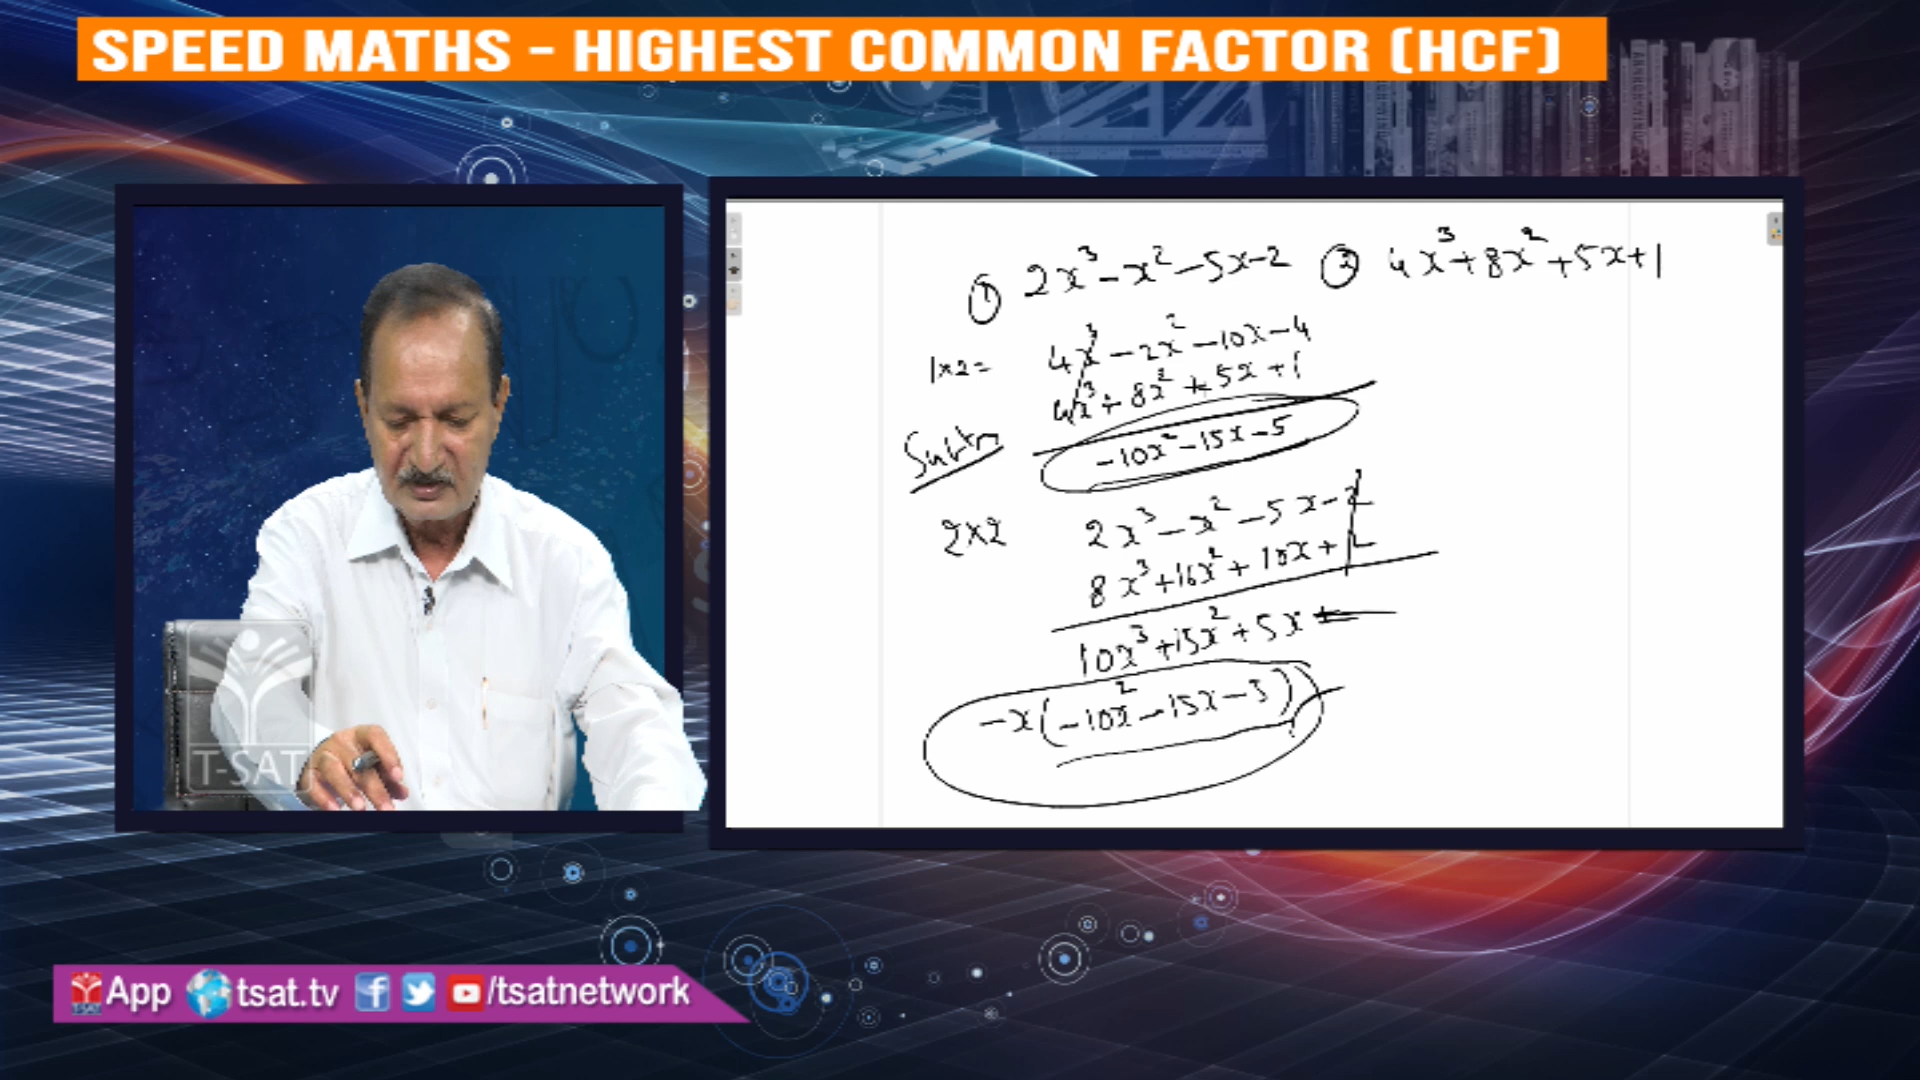 SPEED MATHS - HIGHEST COMMON FACTOR (HCF)
① 2x³ - x² - 5x - 2 ② 4x³ + 8x² + 5x + 1
1×2 = 4x³ - 2x² - 10x - 4
4x³ + 8x² + 5x + 1
Subtr
-10x² - 15x - 5
2×2 2x³ - x² - 5x - 2
8x³ + 16x² + 10x + 2
10x³ + 15x² + 5x
-x(-10x² - 15x - 5)
T-SAT
App tsat.tv /tsatnetwork